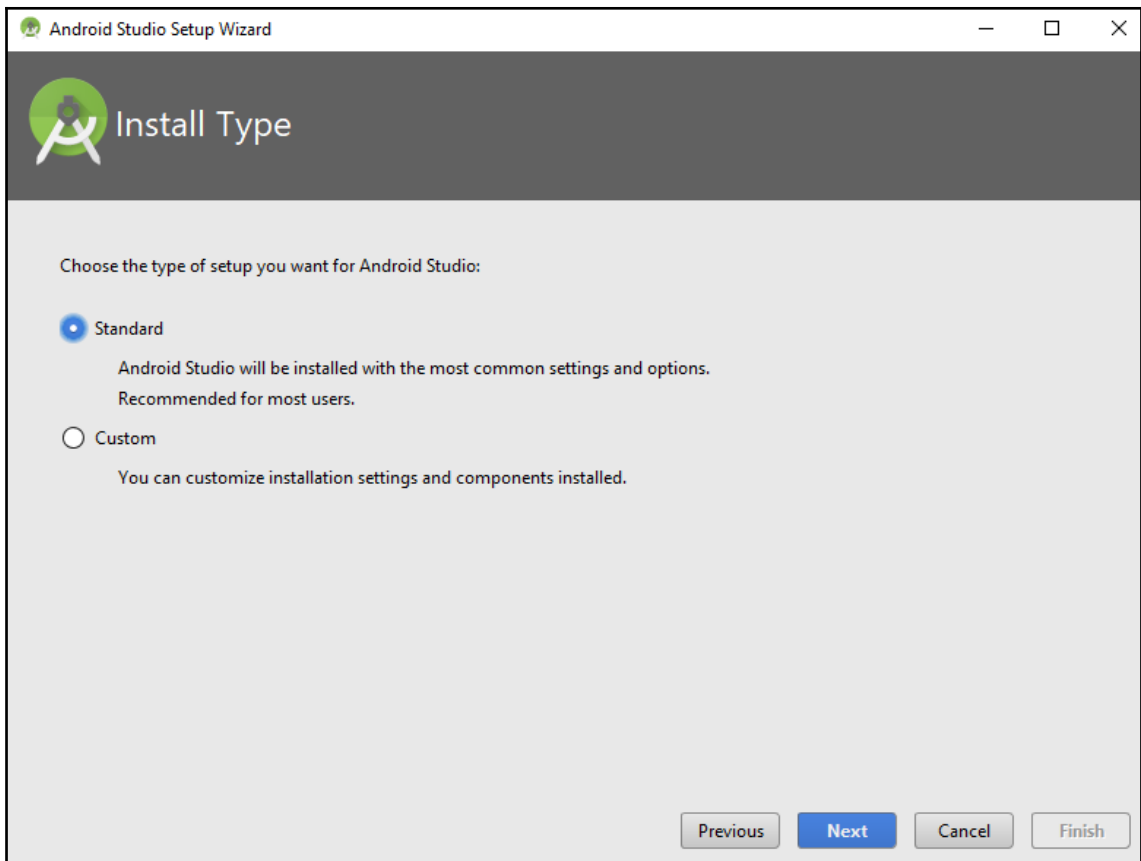 Android Studio Setup Wizard
Install Type
Choose the type of setup you want for Android Studio:
Standard
Android Studio will be installed with the most common settings and options.
Recommended for most users.
Custom
You can customize installation settings and components installed.
Previous Next Cancel Finish